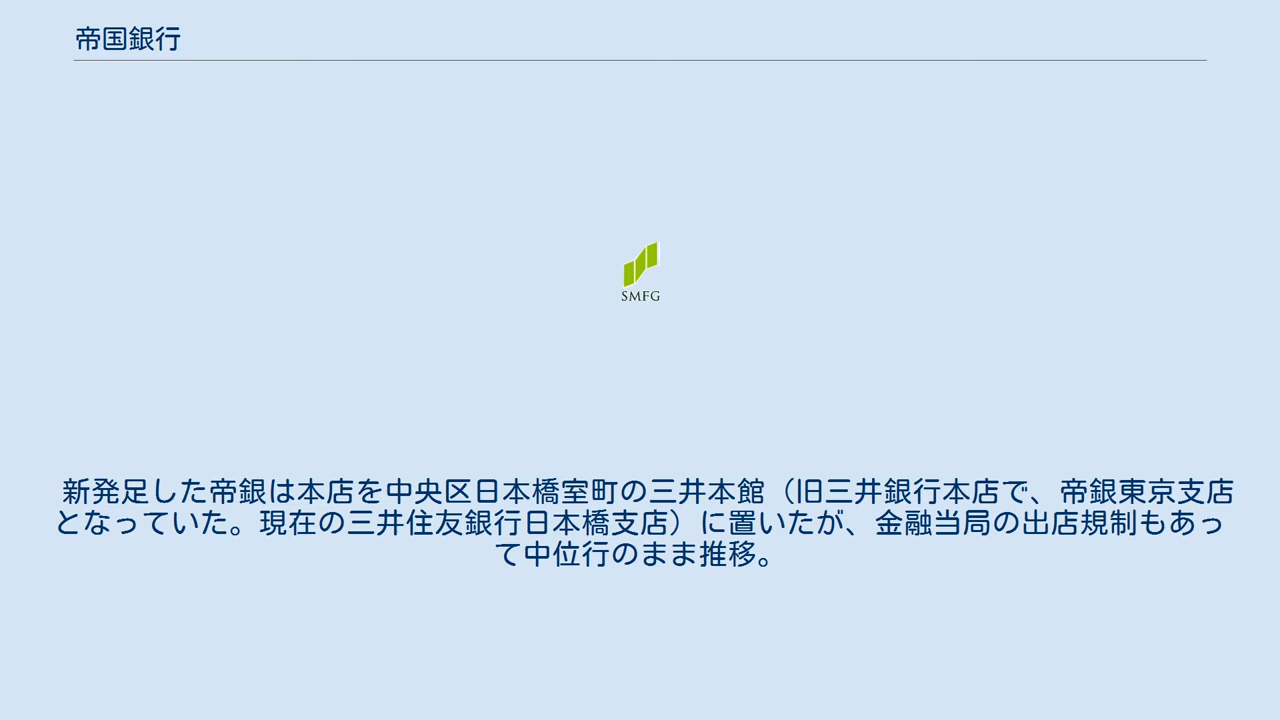 帝国銀行
SMFG
新発足した帝銀は本店を中央区日本橋室町の三井本館（旧三井銀行本店で、帝銀東京支店
となっていた。現在の三井住友銀行日本橋支店）に置いたが、金融当局の出店規制もあっ
て中位行のまま推移。